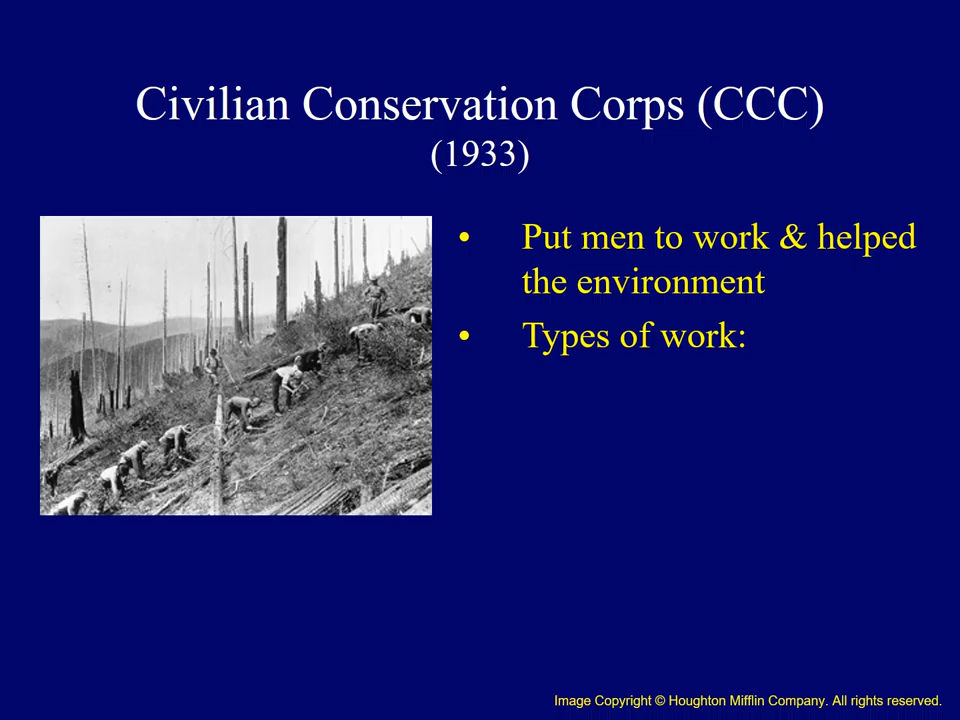 Civilian Conservation Corps (CCC)
(1933)
• Put men to work & helped
the environment
• Types of work:
Image Copyright © Houghton Mifflin Company. All rights reserved.